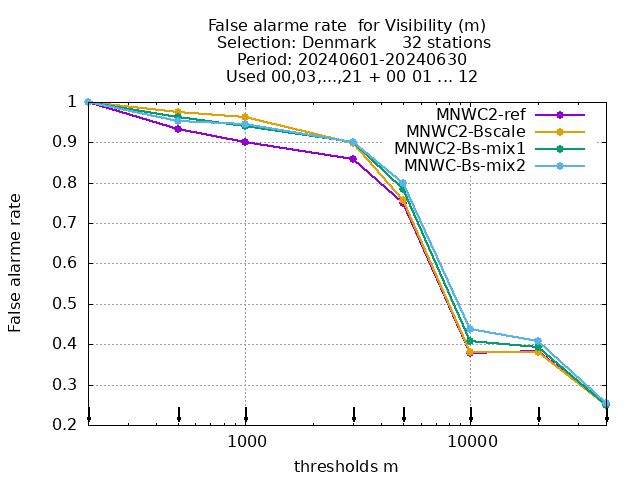 False alarme rate  for Visibility (m)
Selection: Denmark     32 stations
Period: 20240601-20240630
Used 00,03,...,21 + 00 01 ... 12
MNWC2-ref
MNWC2-Bscale
MNWC2-Bs-mix1
MNWC-Bs-mix2
False alarme rate
1
0.9
0.8
0.7
0.6
0.5
0.4
0.3
0.2
1000
10000
thresholds m